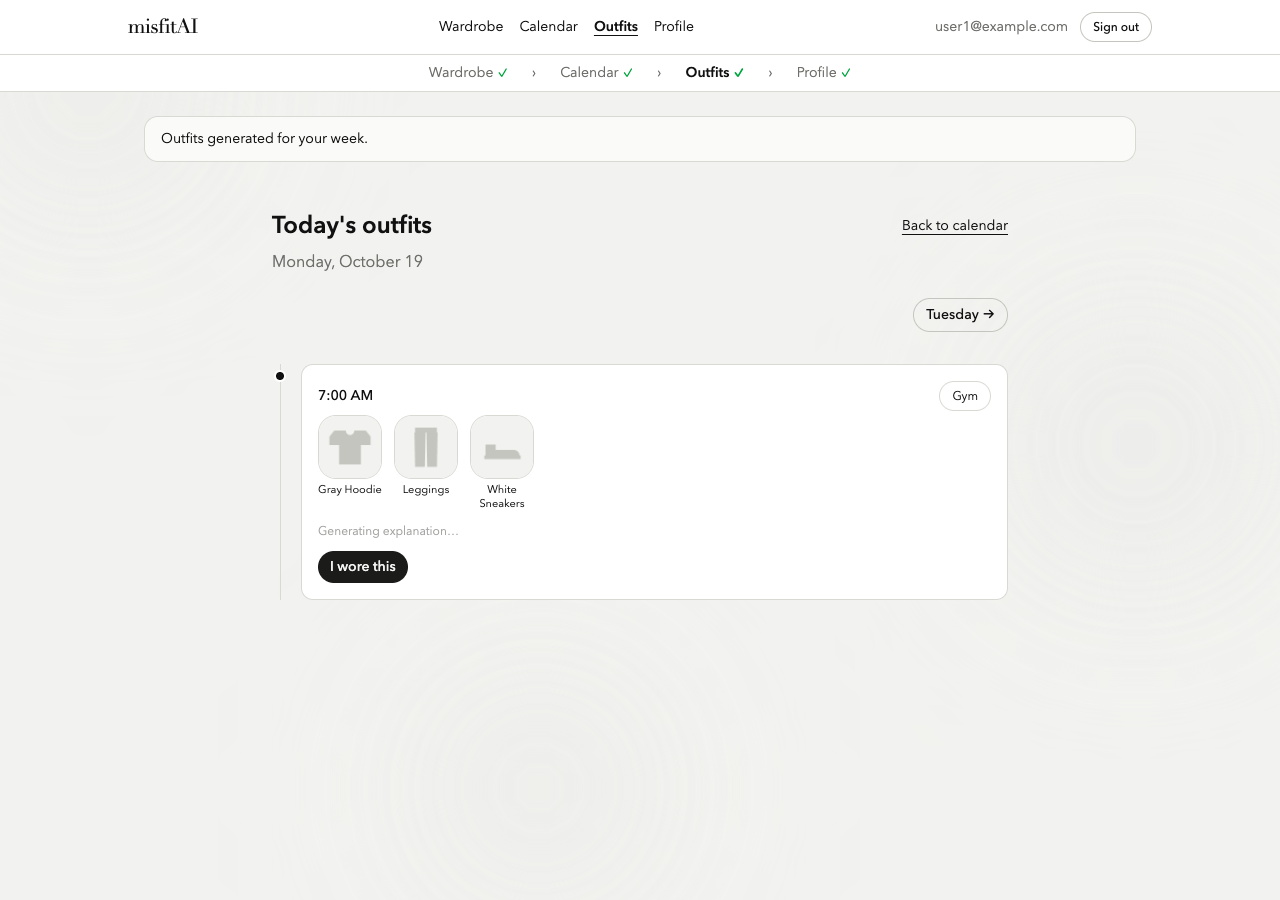 misfitAI
Wardrobe Calendar Outfits Profile
user1@example.com Sign out
Wardrobe ✓ › Calendar ✓ › Outfits ✓ › Profile ✓
Outfits generated for your week.
Today's outfits
Back to calendar
Monday, October 19
Tuesday →
7:00 AM
Gym
Gray Hoodie
Leggings
White
Sneakers
Generating explanation…
I wore this